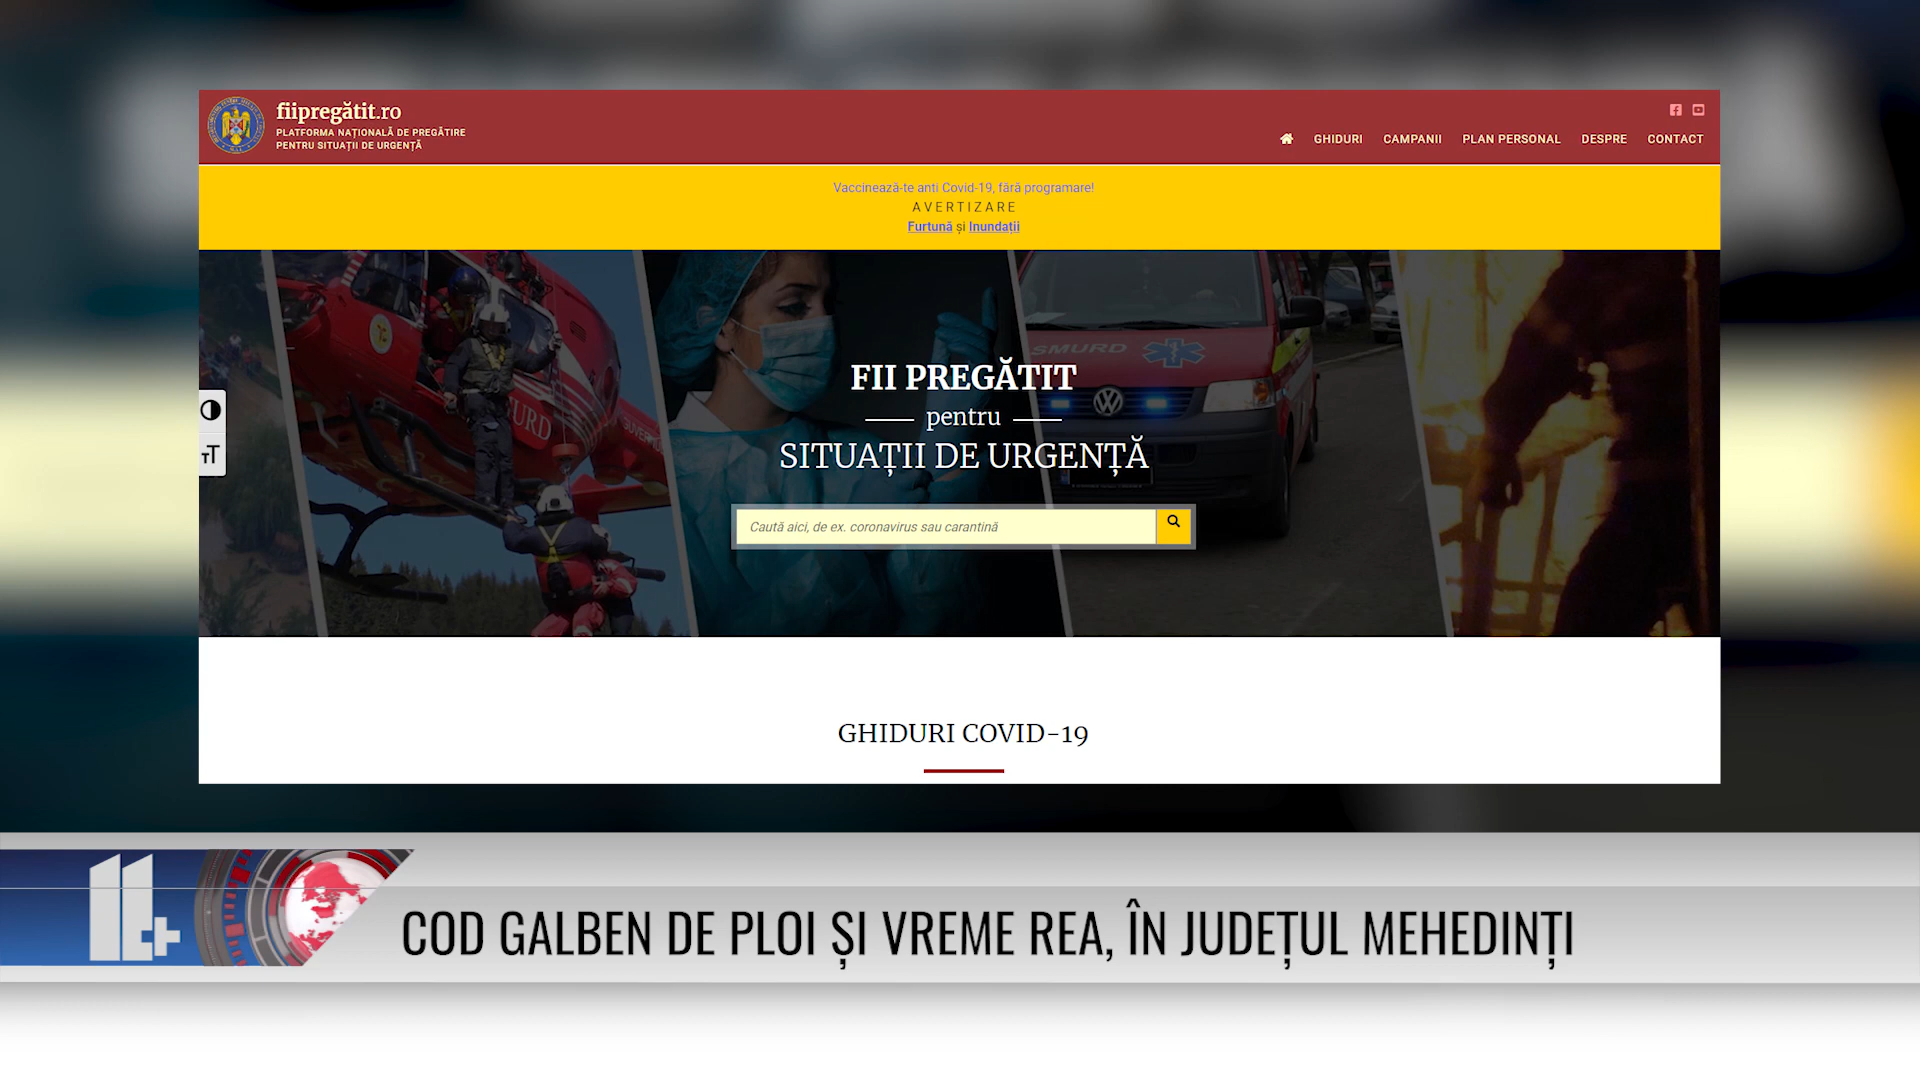 fiipregătit.ro
PLATFORMA NAȚIONALĂ DE PREGĂTIRE
PENTRU SITUAȚII DE URGENȚĂ
GHIDURI CAMPANII PLAN PERSONAL DESPRE CONTACT
Vaccinează-te anti Covid-19, fără programare!
AVERTIZARE
Furtună și Inundații
URD
SMURD
FII PREGĂTIT
pentru
SITUAȚII DE URGENȚĂ
Caută aici, de ex. coronavirus sau carantină
GHIDURI COVID-19
COD GALBEN DE PLOI ȘI VREME REA, ÎN JUDEȚUL MEHEDINȚI